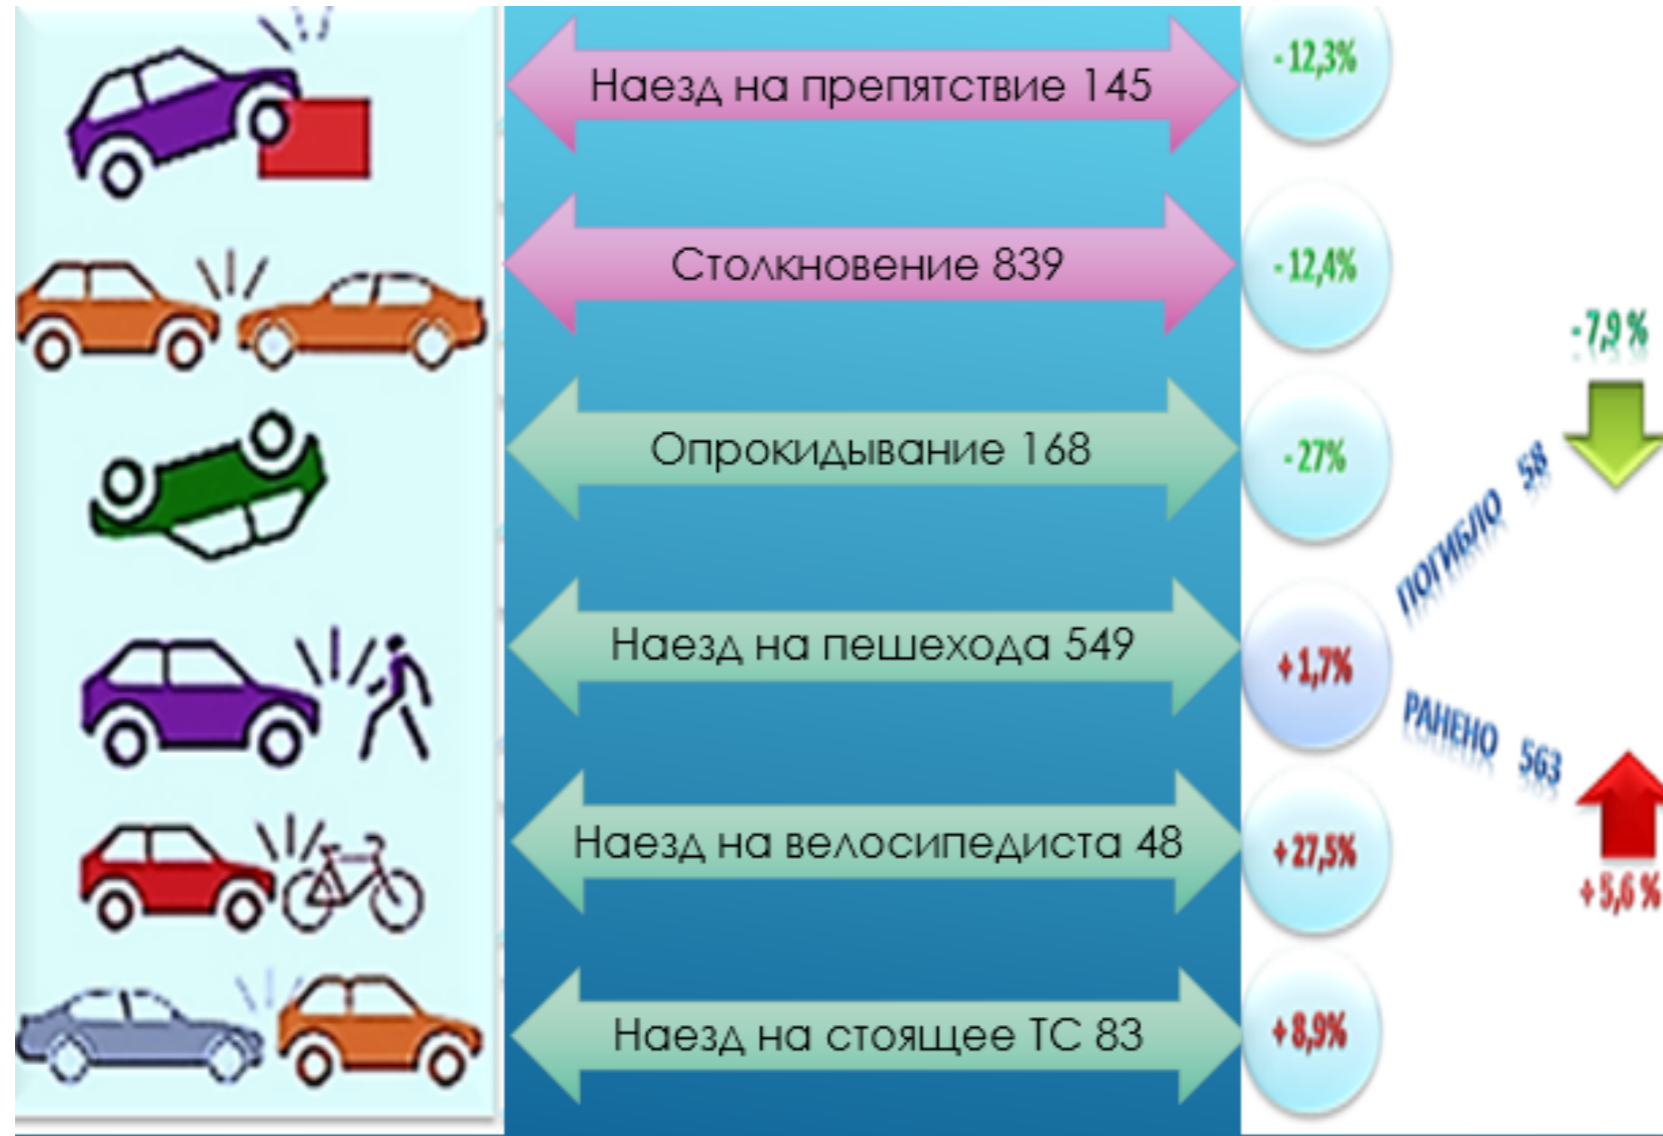 Наезд на препятствие 145
- 12,3%
Столкновение 839
- 12,4%
Опрокидывание 168
- 27%
Наезд на пешехода 549
+ 1,7%
ПОГИБЛО 58
- 7,9 %
РАНЕНО 563
+ 5,6 %
Наезд на велосипедиста 48
+ 27,5%
Наезд на стоящее ТС 83
+ 8,9%